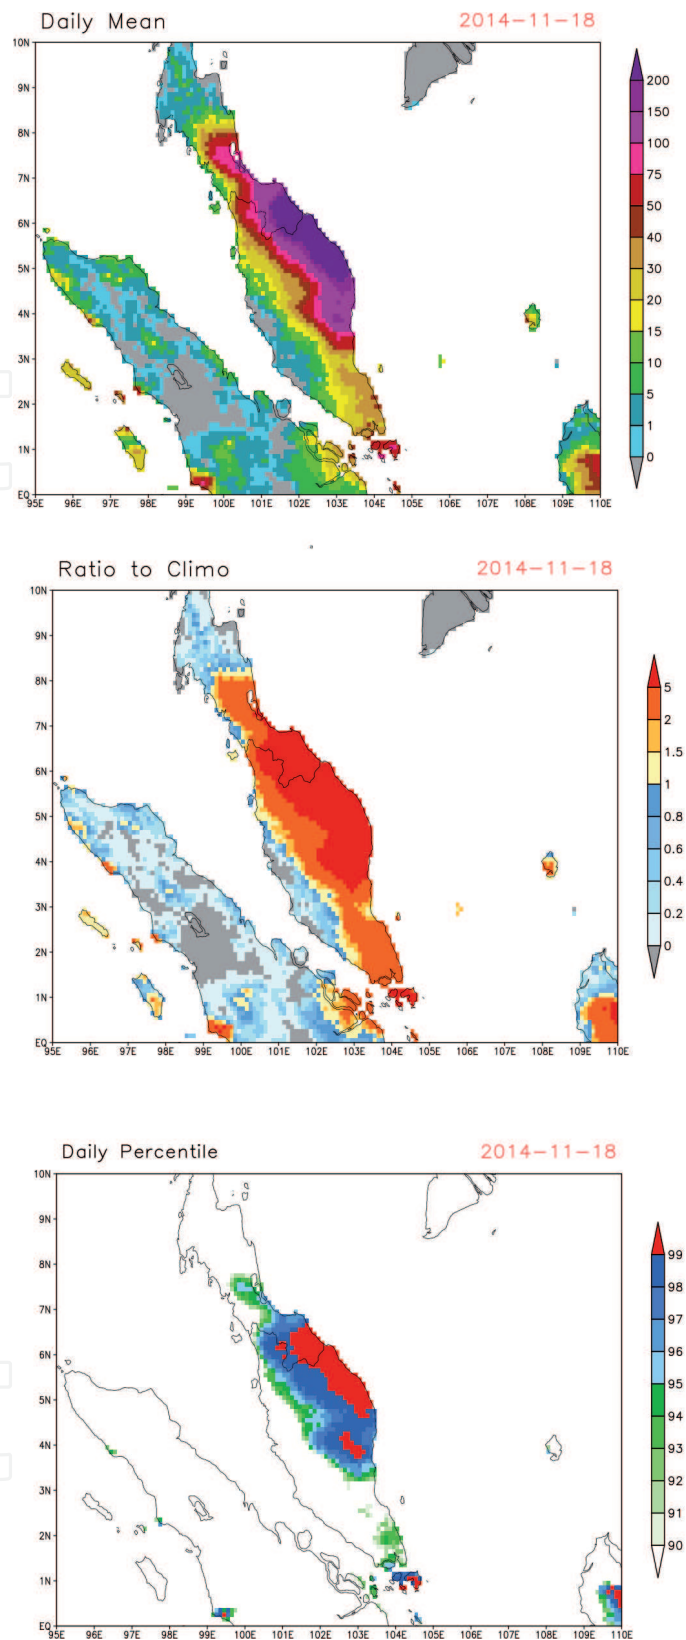 Daily Mean 2014-11-18
10N
9N
8N
7N
6N
5N
4N
3N
2N
1N
EQ
95E 96E 97E 98E 99E 100E 101E 102E 103E 104E 105E 106E 107E 108E 109E 110E
200
150
100
75
50
40
30
20
15
10
5
1
0
Ratio to Climo 2014-11-18
10N
9N
8N
7N
6N
5N
4N
3N
2N
1N
EQ
95E 96E 97E 98E 99E 100E 101E 102E 103E 104E 105E 106E 107E 108E 109E 110E
5
2
1.5
1
0.8
0.6
0.4
0.2
0
Daily Percentile 2014-11-18
10N
9N
8N
7N
6N
5N
4N
3N
2N
1N
EQ
95E 96E 97E 98E 99E 100E 101E 102E 103E 104E 105E 106E 107E 108E 109E 110E
99
98
97
96
95
94
93
92
91
90